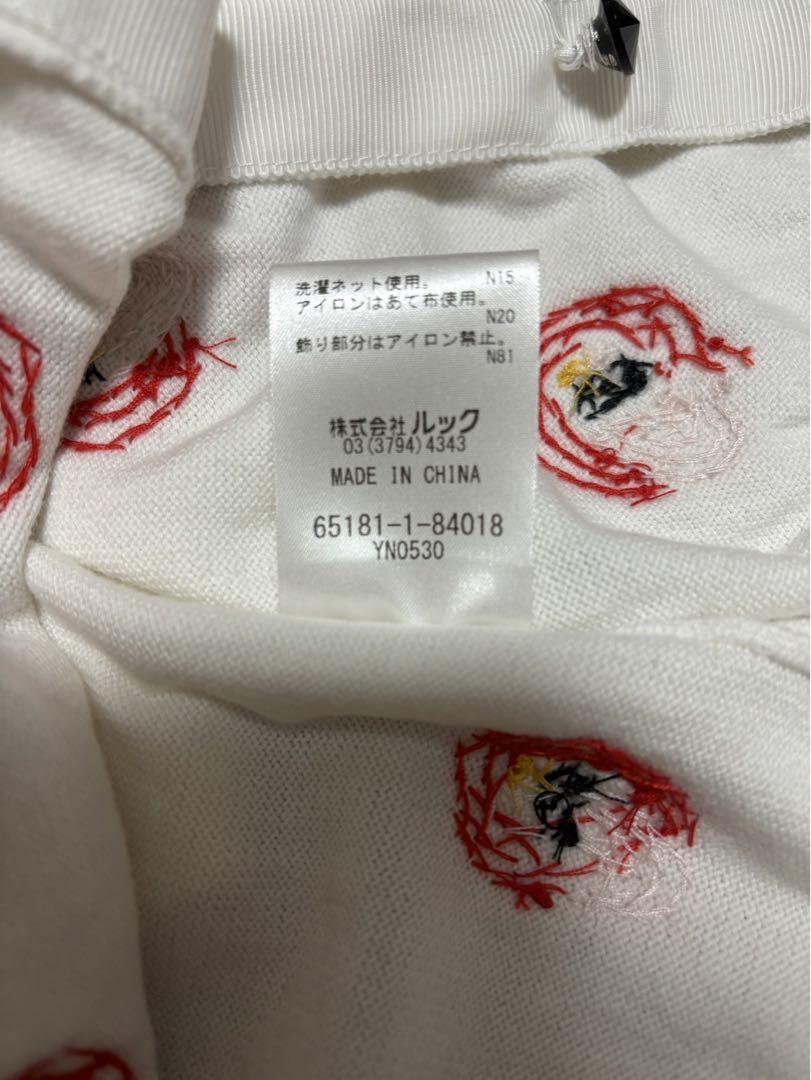 洗濯ネット使用。 N15
アイロンはあて布使用。
N20
飾り部分はアイロン禁止。
N81
株式会社 ルック
03(3794)4343
MADE IN CHINA
65181-1-84018
YN0530